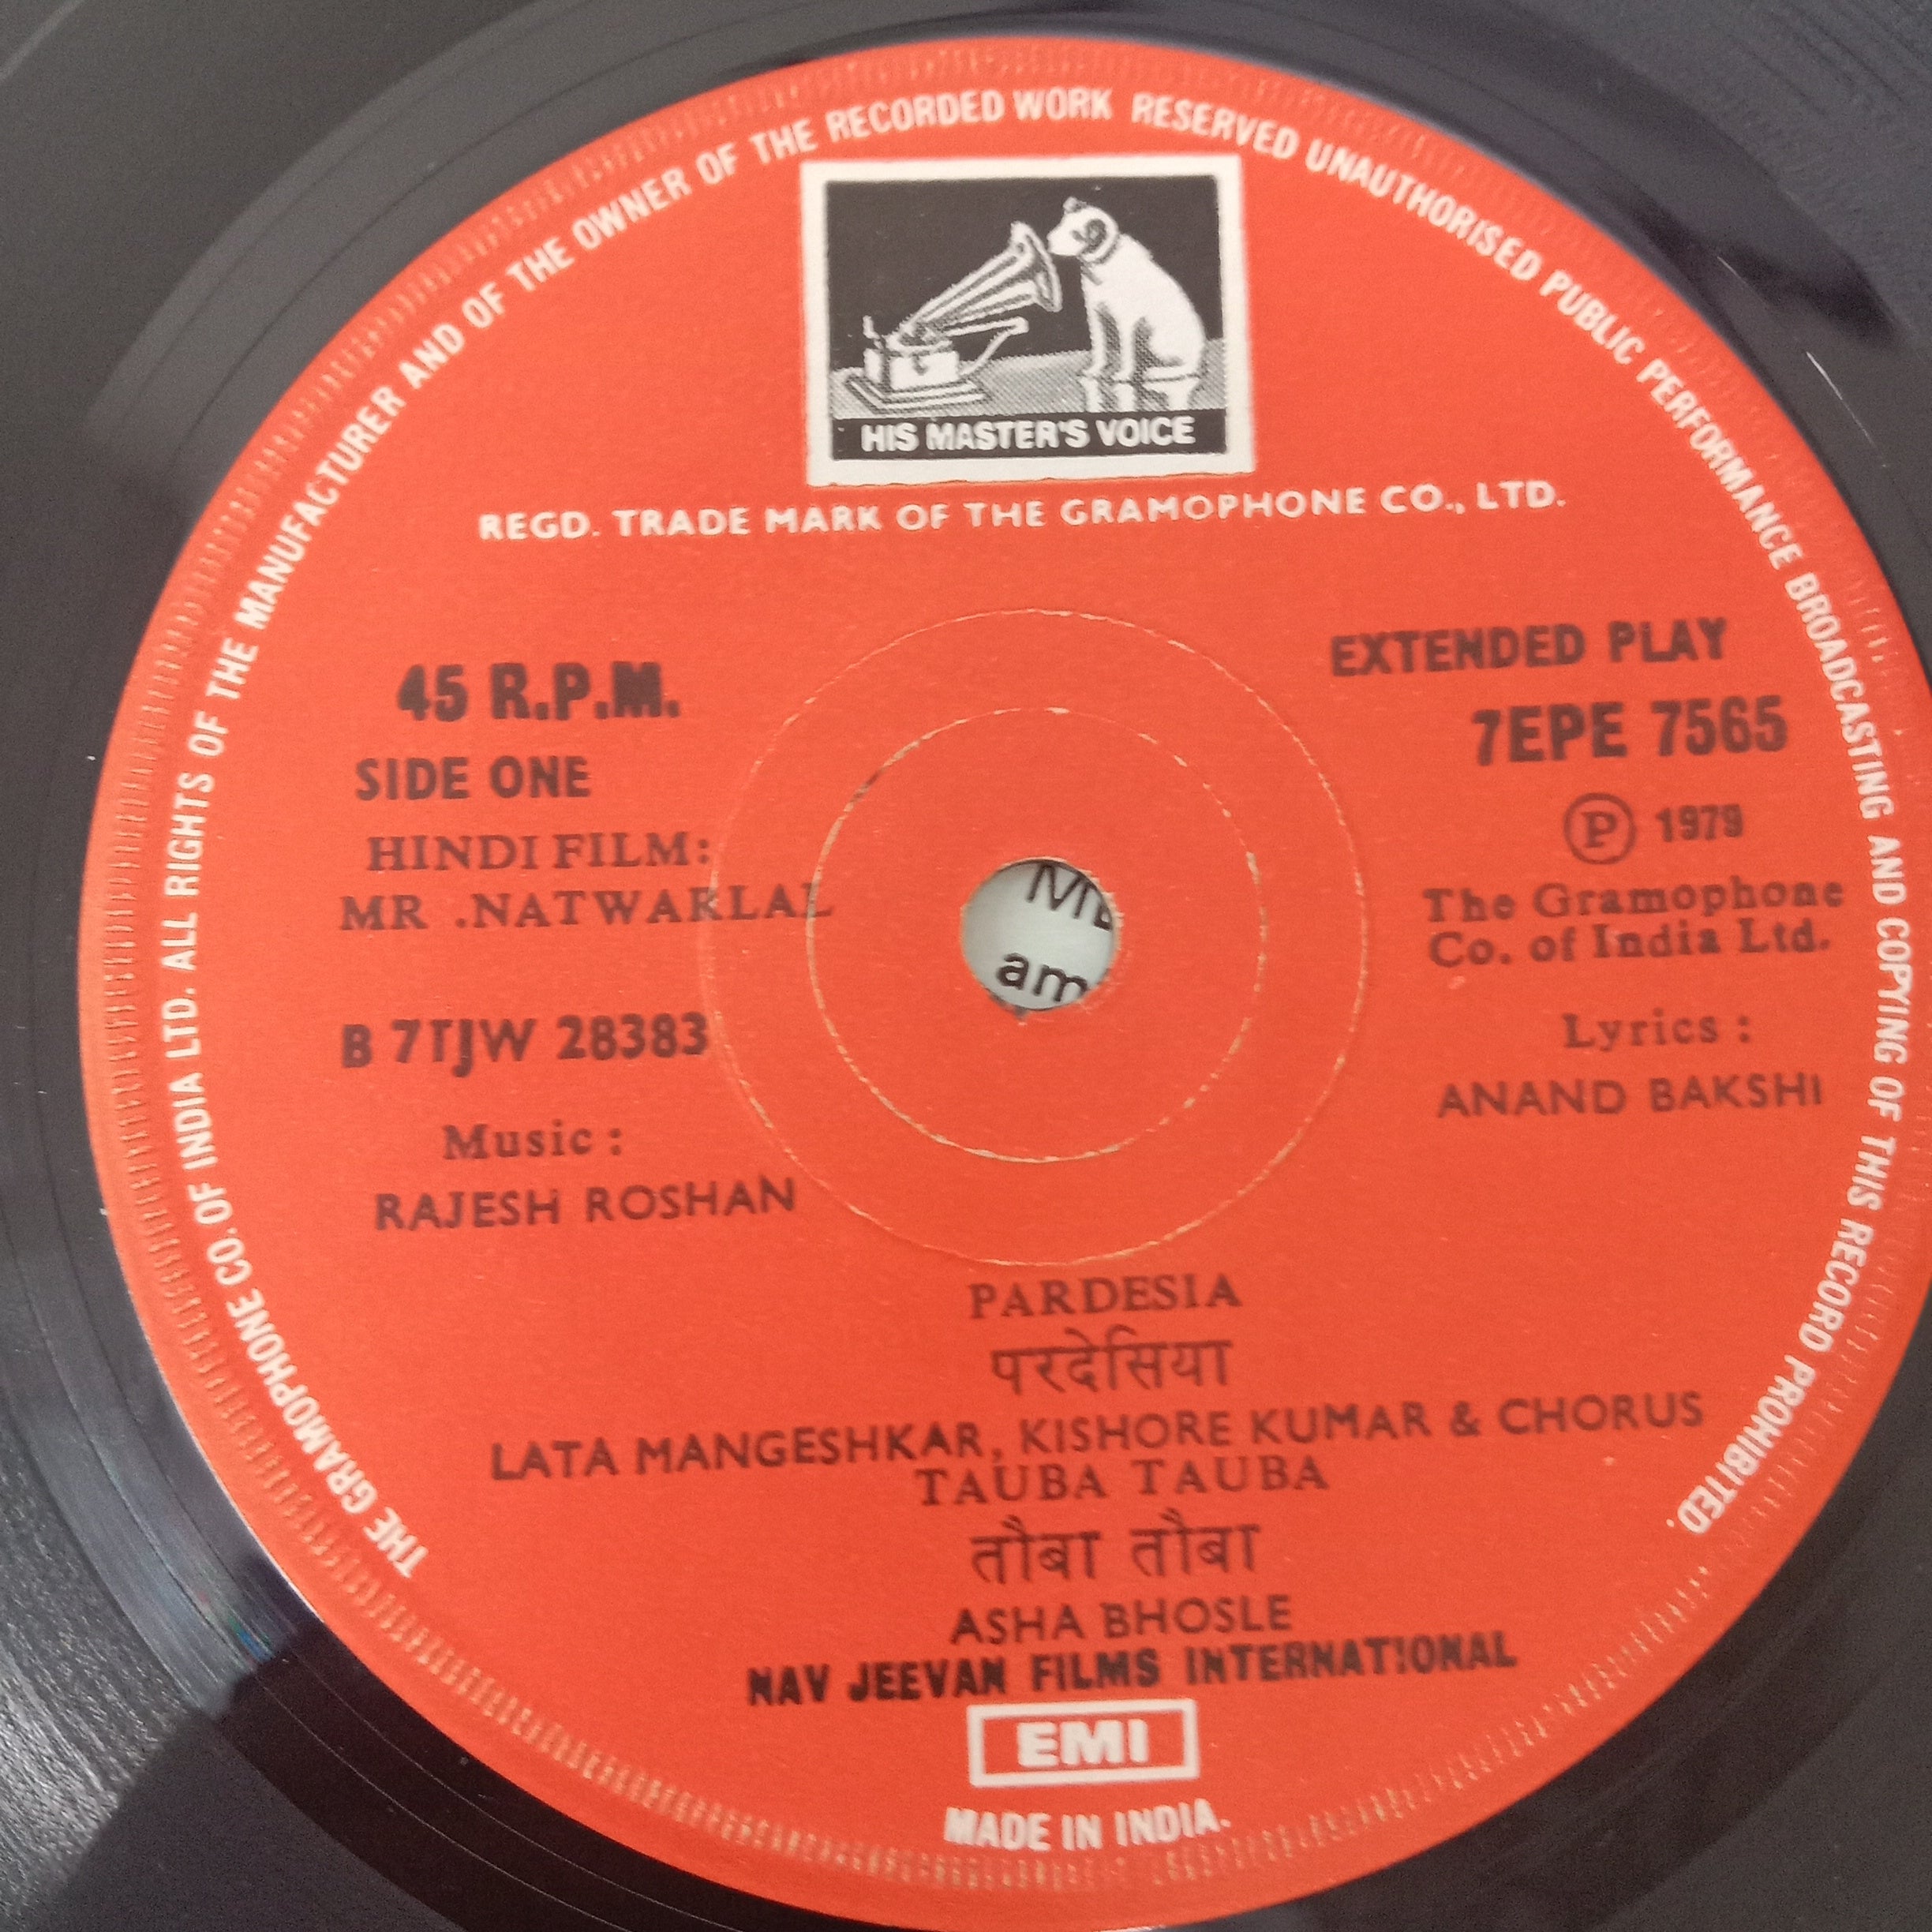 THE GRAMOPHONE CO. OF INDIA LTD. ALL RIGHTS OF THE MANUFACTURER AND OF THE OWNER OF THE RECORDED WORK RESERVED UNAUTHORISED PUBLIC PERFORMANCE BROADCASTING AND COPYING OF THIS RECORD PROHIBITED.
HIS MASTER'S VOICE
REGD. TRADE MARK OF THE GRAMOPHONE CO., LTD.
45 R.P.M.
SIDE ONE
HINDI FILM:
MR .NATWARLAL
B 7TJW 28383
Music :
RAJESH ROSHAN
EXTENDED PLAY
7EPE 7565
Ⓟ 1979
The Gramophone
Co. of India Ltd.
Lyrics :
ANAND BAKSHI
PARDESIA
परदेसिया
LATA MANGESHKAR, KISHORE KUMAR & CHORUS
TAUBA TAUBA
तौबा तौबा
ASHA BHOSLE
NAV JEEVAN FILMS INTERNATIONAL
EMI
MADE IN INDIA.